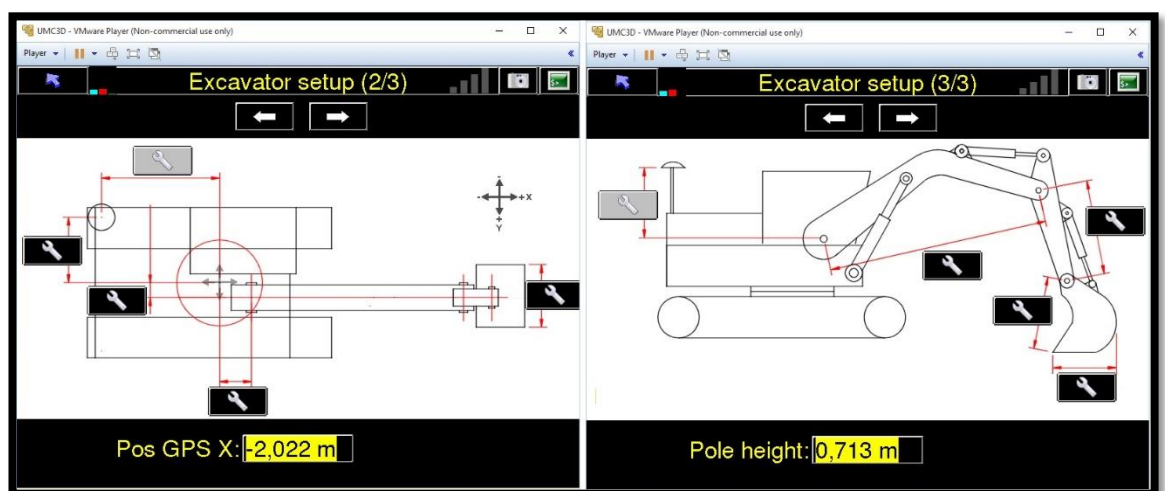 UMC3D - VMware Player (Non-commercial use only)
Player
Excavator setup (2/3)
+X
+
Y
Pos GPS X: -2,022 m
UMC3D - VMware Player (Non-commercial use only)
Player
Excavator setup (3/3)
Pole height: 0,713 m